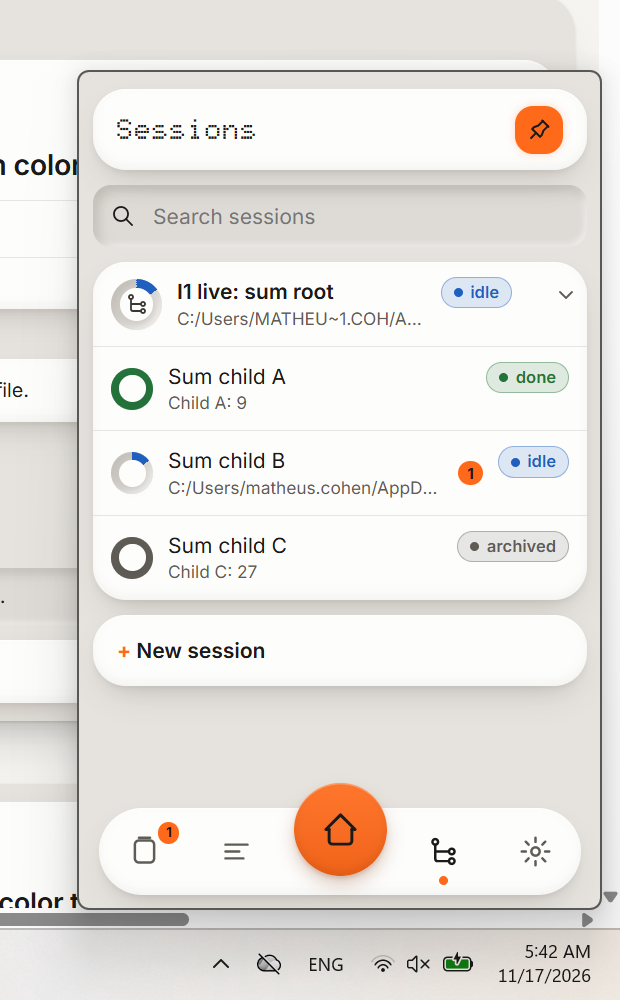 Sessions
n color
Search sessions
I1 live: sum root
idle
C:/Users/MATHEU~1.COH/A...
Sum child A
done
file.
Child A: 9
Sum child B
1
idle
C:/Users/matheus.cohen/AppD...
Sum child C
archived
Child C: 27
.
+ New session
1
color t
ENG
5:42 AM
11/17/2026